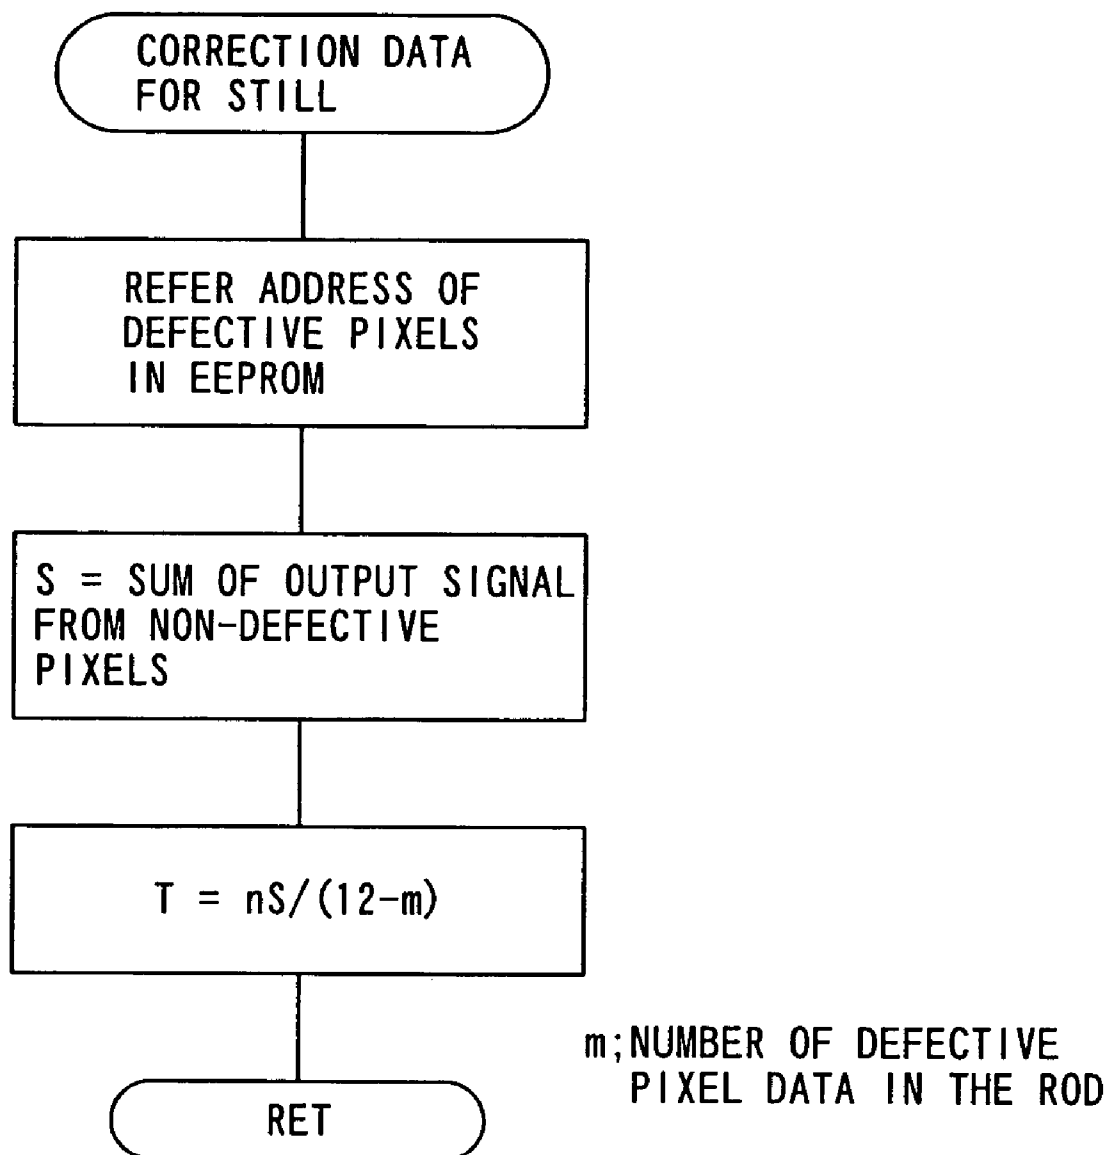 CORRECTION DATA
FOR STILL
REFER ADDRESS OF
DEFECTIVE PIXELS
IN EEPROM
S = SUM OF OUTPUT SIGNAL
FROM NON-DEFECTIVE
PIXELS
T = nS/(12-m)
m;NUMBER OF DEFECTIVE
PIXEL DATA IN THE ROD
RET